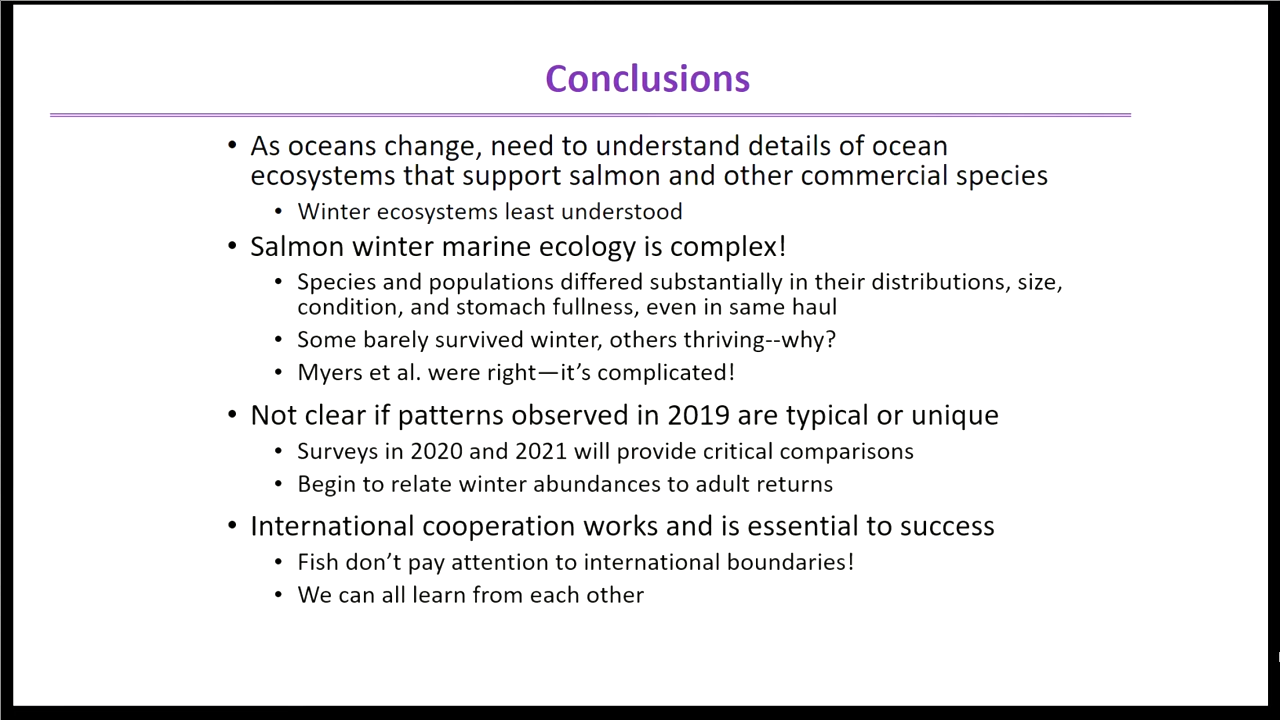 Conclusions
• As oceans change, need to understand details of ocean
ecosystems that support salmon and other commercial species
• Winter ecosystems least understood
• Salmon winter marine ecology is complex!
• Species and populations differed substantially in their distributions, size,
condition, and stomach fullness, even in same haul
• Some barely survived winter, others thriving--why?
• Myers et al. were right—it’s complicated!
• Not clear if patterns observed in 2019 are typical or unique
• Surveys in 2020 and 2021 will provide critical comparisons
• Begin to relate winter abundances to adult returns
• International cooperation works and is essential to success
• Fish don’t pay attention to international boundaries!
• We can all learn from each other